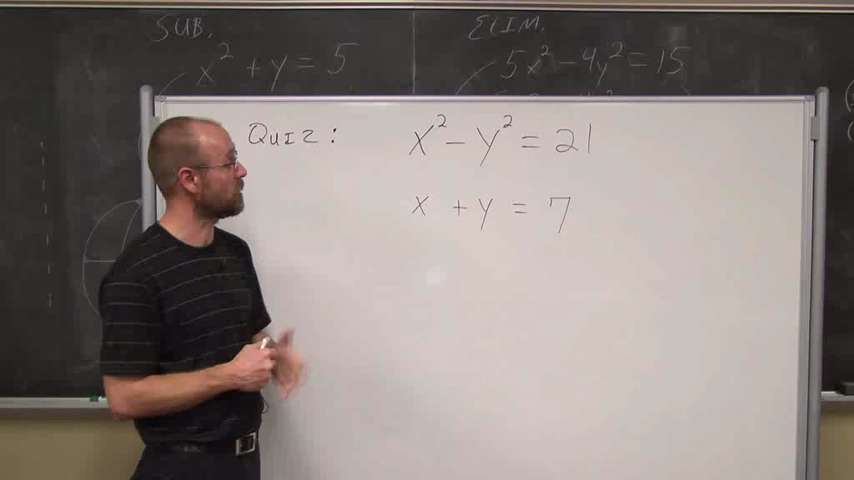 SUB.
x² + y = 5
ELIM.
5x² - 4y² = 15
QUIZ:
x² - y² = 21
x + y = 7